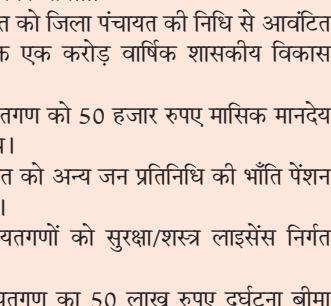 त को जिला पंचायत की निधि से आवंटित
क एक करोड़ वार्षिक शासकीय विकास
तगण को 50 हजार रुपए मासिक मानदेय
।
त को अन्य जन प्रतिनिधि की भाँति पेंशन
।
यतगणों को सुरक्षा/शस्त्र लाइसेंस निर्गत
यतगण का 50 लाख रुपए दुर्घटना बीमा